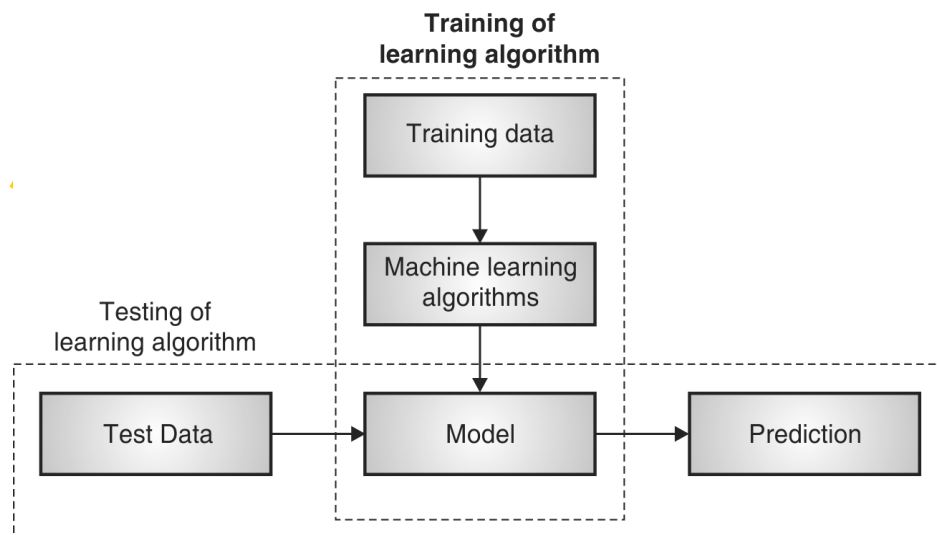 Training of
learning algorithm
Training data
Machine learning
algorithms
Testing of
learning algorithm
Test Data
Model
Prediction